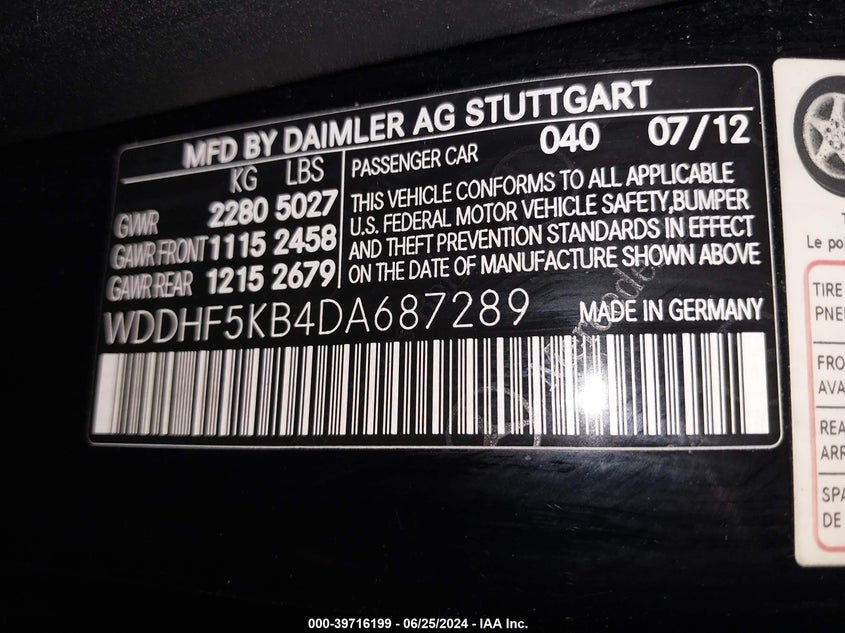 MFD BY DAIMLER AG STUTTGART
KG LBS
GVWR 2280 5027
GAWR FRONT 1115 2458
GAWR REAR 1215 2679
PASSENGER CAR 040 07/12
THIS VEHICLE CONFORMS TO ALL APPLICABLE
U.S. FEDERAL MOTOR VEHICLE SAFETY,BUMPER
AND THEFT PREVENTION STANDARDS IN EFFECT
ON THE DATE OF MANUFACTURE SHOWN ABOVE
WDDHF5KB4DA687289 MADE IN GERMANY
Le po
TIRE
PNE
FRO
AVA
REA
ARR
SPA
DE
000-39716199 - 06/25/2024 - IAA Inc.